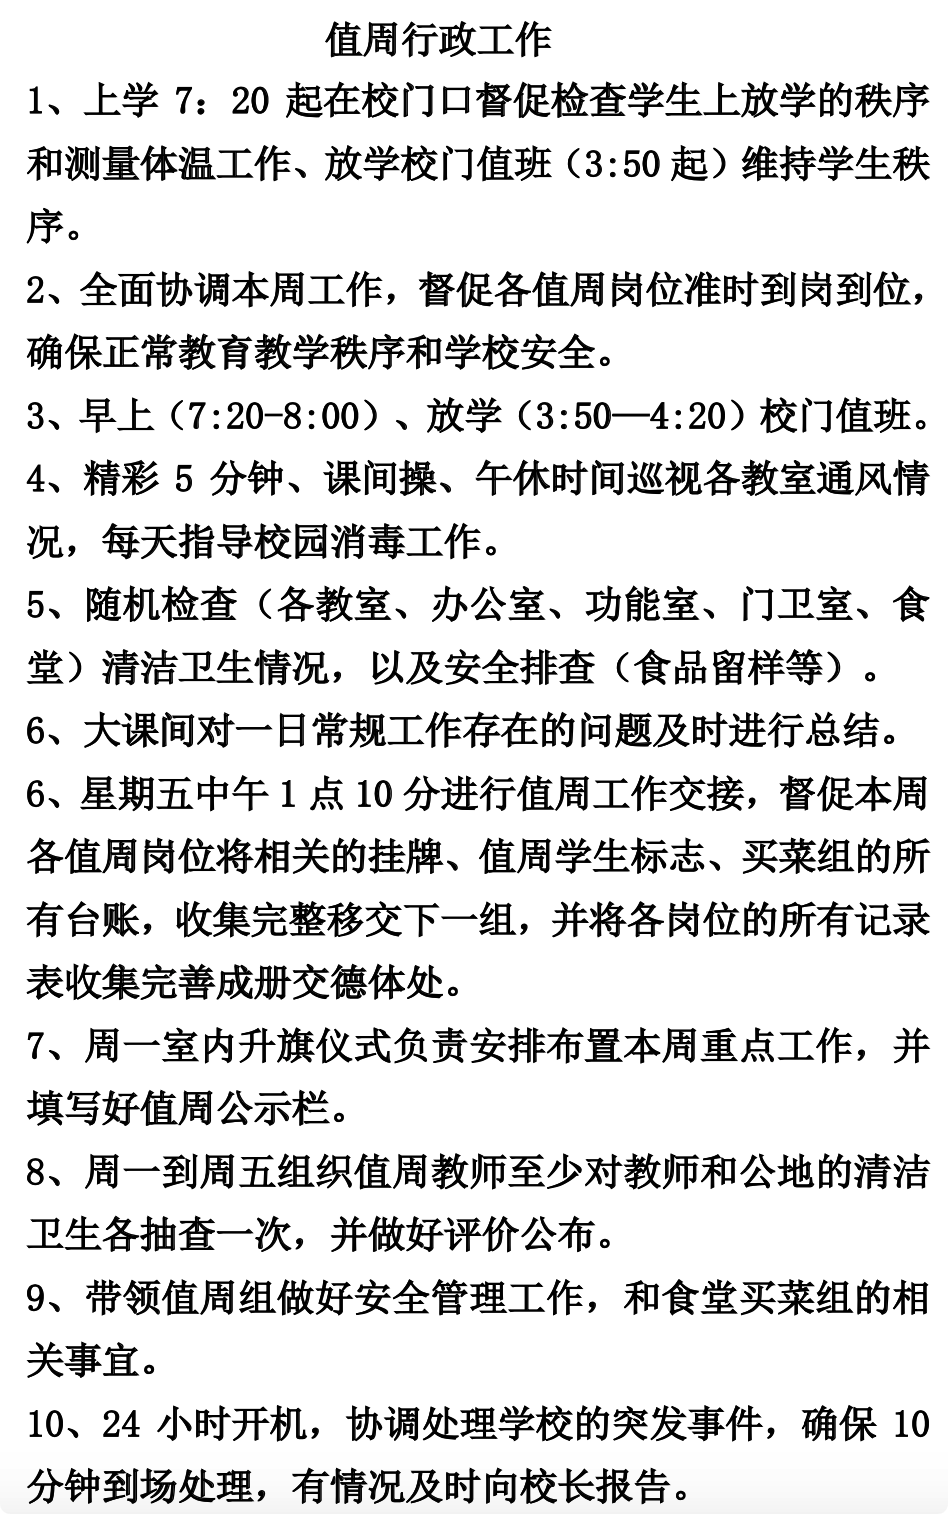 值周行政工作
1、上学 7：20 起在校门口督促检查学生上放学的秩序
和测量体温工作、放学校门值班（3:50 起）维持学生秩
序。
2、全面协调本周工作，督促各值周岗位准时到岗到位，
确保正常教育教学秩序和学校安全。
3、早上（7:20-8:00）、放学（3:50—4:20）校门值班。
4、精彩 5 分钟、课间操、午休时间巡视各教室通风情
况，每天指导校园消毒工作。
5、随机检查（各教室、办公室、功能室、门卫室、食
堂）清洁卫生情况，以及安全排查（食品留样等）。
6、大课间对一日常规工作存在的问题及时进行总结。
6、星期五中午 1 点 10 分进行值周工作交接，督促本周
各值周岗位将相关的挂牌、值周学生标志、买菜组的所
有台账，收集完整移交下一组，并将各岗位的所有记录
表收集完善成册交德体处。
7、周一室内升旗仪式负责安排布置本周重点工作，并
填写好值周公示栏。
8、周一到周五组织值周教师至少对教师和公地的清洁
卫生各抽查一次，并做好评价公布。
9、带领值周组做好安全管理工作，和食堂买菜组的相
关事宜。
10、24 小时开机，协调处理学校的突发事件，确保 10
分钟到场处理，有情况及时向校长报告。